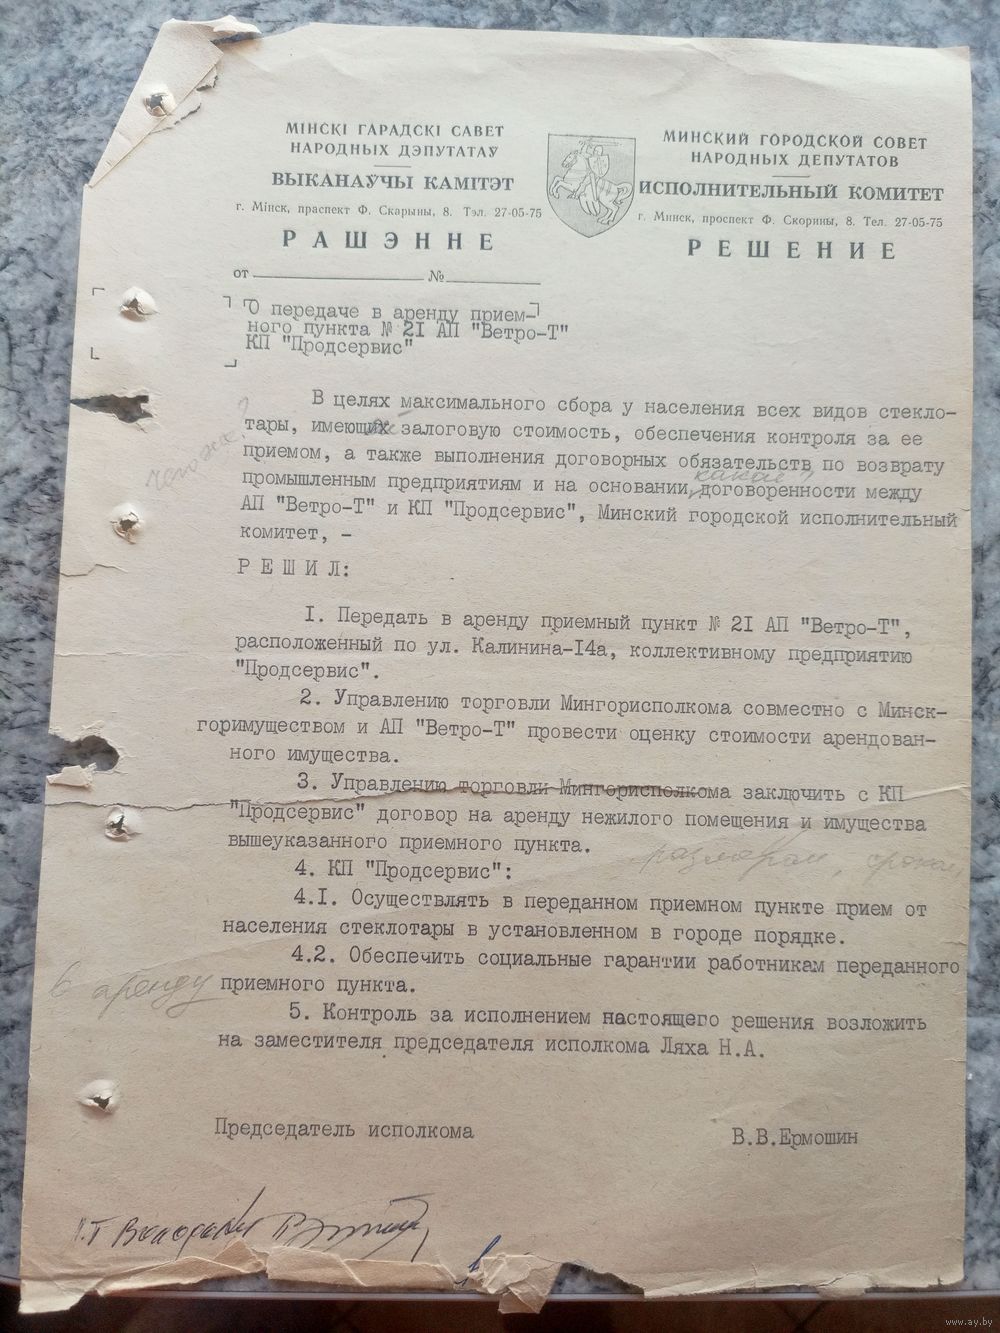 МІНСКІ ГАРАДСКІ САВЕТ
НАРОДНЫХ ДЭПУТАТАЎ
ВЫКАНАЎЧЫ КАМІТЭТ
г. Мінск, праспект Ф. Скарыны, 8. Тэл. 27-05-75
РАШЭННЕ
МИНСКИЙ ГОРОДСКОЙ СОВЕТ
НАРОДНЫХ ДЕПУТАТОВ
ИСПОЛНИТЕЛЬНЫЙ КОМИТЕТ
г. Минск, проспект Ф. Скорины, 8. Тел. 27-05-75
РЕШЕНИЕ
от №
О передаче в аренду прием-
ного пункта № 21 АП "Ветро-Т"
КП "Продсервис"
В целях максимального сбора у населения всех видов стекло-
тары, имеющих залоговую стоимость, обеспечения контроля за ее
приемом, а также выполнения договорных обязательств по возврату
какой
промышленным предприятиям и на основании договоренности между
АП "Ветро-Т" и КП "Продсервис", Минский городской исполнительный
комитет, –
РЕШИЛ:
1. Передать в аренду приемный пункт № 21 АП "Ветро-Т",
расположенный по ул. Калинина-14а, коллективному предприятию
"Продсервис".
2. Управлению торговли Мингорисполкома совместно с Минск-
горимуществом и АП "Ветро-Т" провести оценку стоимости арендован-
ного имущества.
3. Управлению торговли Мингорисполкома заключить с КП
"Продсервис" договор на аренду нежилого помещения и имущества
вышеуказанного приемного пункта.
4. КП "Продсервис":
4.1. Осуществлять в переданном приемном пункте прием от
населения стеклотары в установленном в городе порядке.
4.2. Обеспечить социальные гарантии работникам переданного
в аренду
приемного пункта.
5. Контроль за исполнением настоящего решения возложить
на заместителя председателя исполкома Ляха Н.А.
Председатель исполкома В.В.Ермошин
www.ay.by